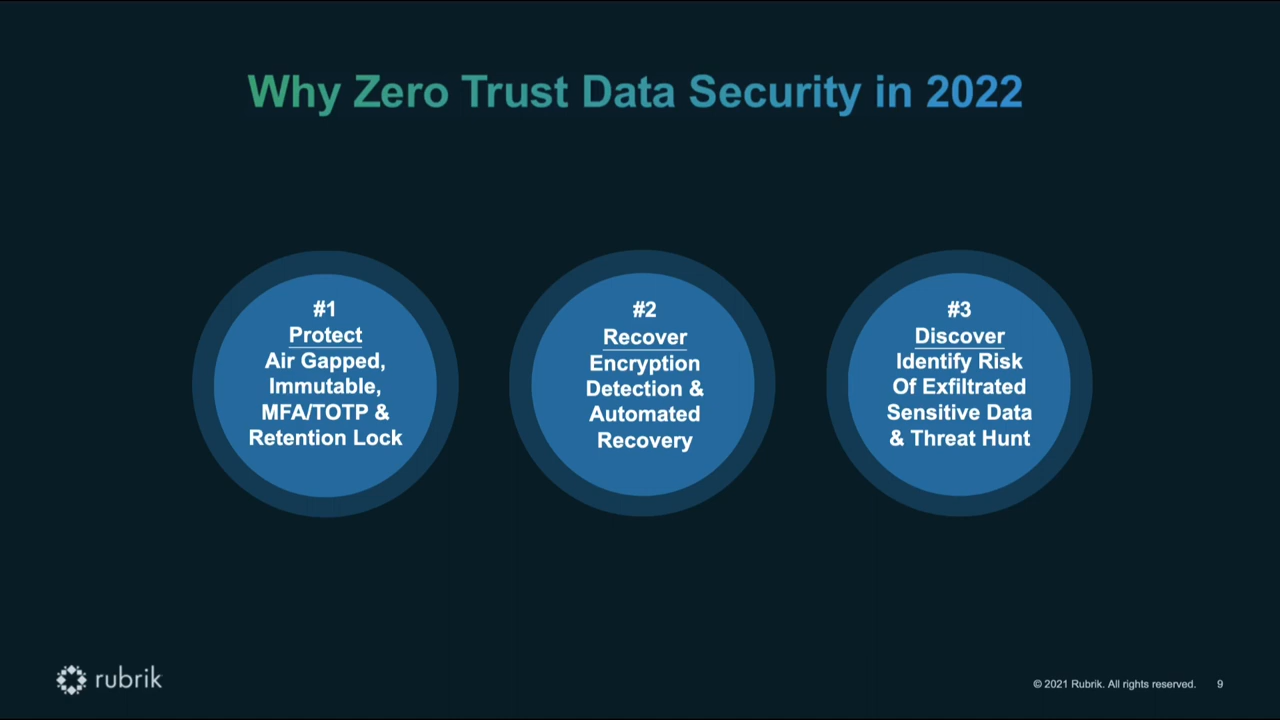 Why Zero Trust Data Security in 2022
#1
Protect
Air Gapped,
Immutable,
MFA/TOTP &
Retention Lock
#2
Recover
Encryption
Detection &
Automated
Recovery
#3
Discover
Identify Risk
Of Exfiltrated
Sensitive Data
& Threat Hunt
rubrik
© 2021 Rubrik. All rights reserved. 9